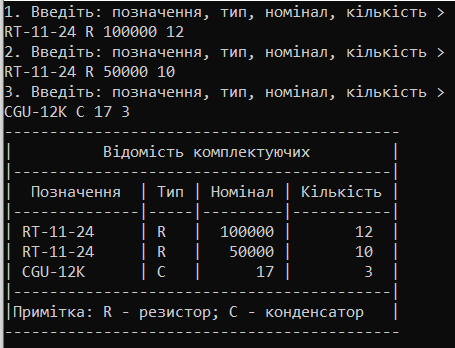 1. Введіть: позначення, тип, номінал, кількість >
RT-11-24 R 100000 12
2. Введіть: позначення, тип, номінал, кількість >
RT-11-24 R 50000 10
3. Введіть: позначення, тип, номінал, кількість >
CGU-12K C 17 3
--------------------------------------------
|          Відомість комплектуючих         |
|------------------------------------------|
|  Позначення  | Тип | Номінал | Кількість |
|--------------|-----|---------|-----------|
| RT-11-24     | R   |  100000 |        12 |
| RT-11-24     | R   |   50000 |        10 |
| CGU-12K      | C   |      17 |         3 |
|------------------------------------------|
|Примітка: R - резистор; C - конденсатор   |
--------------------------------------------